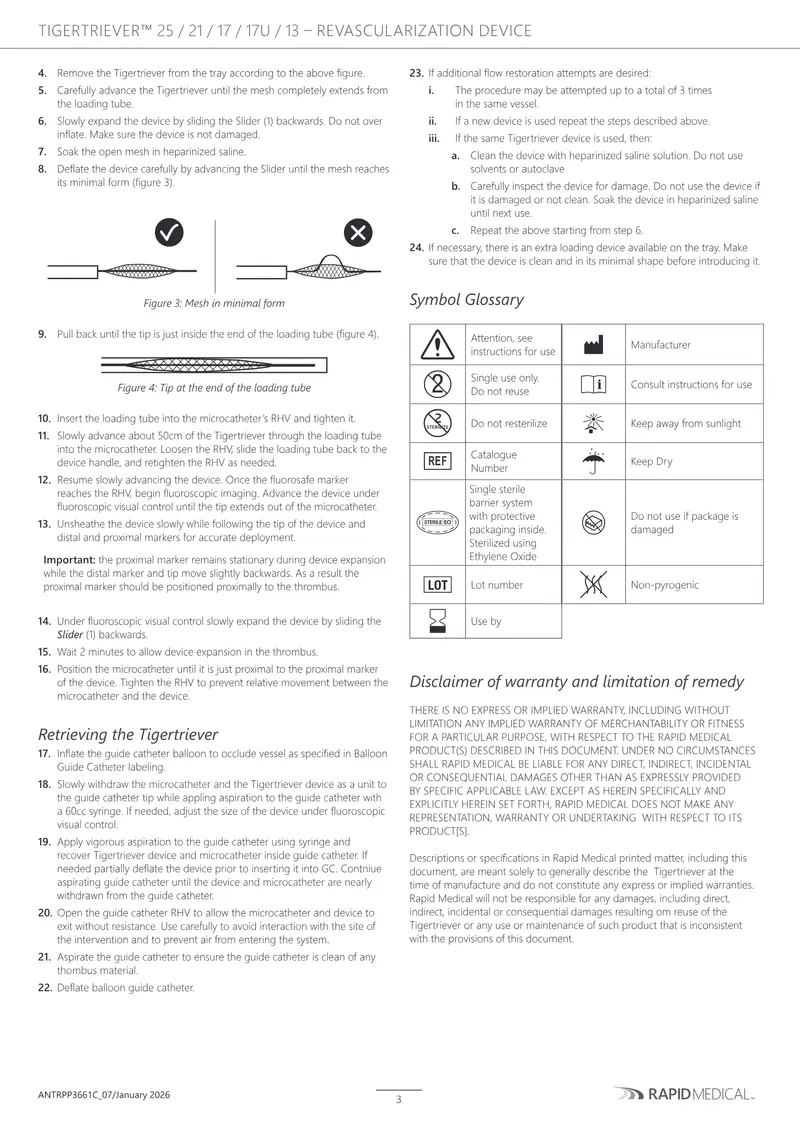 TIGERTRIEVER™ 25 / 21 / 17 / 17U / 13 – REVASCULARIZATION DEVICE
4. Remove the Tigertriever from the tray according to the above figure.
5. Carefully advance the Tigertriever until the mesh completely extends from
the loading tube.
6. Slowly expand the device by sliding the Slider (1) backwards. Do not over
inflate. Make sure the device is not damaged.
7. Soak the open mesh in heparinized saline.
8. Deflate the device carefully by advancing the Slider until the mesh reaches
its minimal form (figure 3).
Figure 3: Mesh in minimal form
9. Pull back until the tip is just inside the end of the loading tube (figure 4).
Figure 4: Tip at the end of the loading tube
10. Insert the loading tube into the microcatheter's RHV and tighten it.
11. Slowly advance about 50cm of the Tigertriever through the loading tube
into the microcatheter. Loosen the RHV, slide the loading tube back to the
device handle, and retighten the RHV as needed.
12. Resume slowly advancing the device. Once the fluorosafe marker
reaches the RHV, begin fluoroscopic imaging. Advance the device under
fluoroscopic visual control until the tip extends out of the microcatheter.
13. Unsheathe the device slowly while following the tip of the device and
distal and proximal markers for accurate deployment.
Important: the proximal marker remains stationary during device expansion
while the distal marker and tip move slightly backwards. As a result the
proximal marker should be positioned proximally to the thrombus.
14. Under fluoroscopic visual control slowly expand the device by sliding the
Slider (1) backwards.
15. Wait 2 minutes to allow device expansion in the thrombus.
16. Position the microcatheter until it is just proximal to the proximal marker
of the device. Tighten the RHV to prevent relative movement between the
microcatheter and the device.
Retrieving the Tigertriever
17. Inflate the guide catheter balloon to occlude vessel as specified in Balloon
Guide Catheter labeling.
18. Slowly withdraw the microcatheter and the Tigertriever device as a unit to
the guide catheter tip while appling aspiration to the guide catheter with
a 60cc syringe. If needed, adjust the size of the device under fluoroscopic
visual control.
19. Apply vigorous aspiration to the guide catheter using syringe and
recover Tigertriever device and microcatheter inside guide catheter. If
needed partially deflate the device prior to inserting it into GC. Contniue
aspirating guide catheter until the device and microcatheter are nearly
withdrawn from the guide catheter.
20. Open the guide catheter RHV to allow the microcatheter and device to
exit without resistance. Use carefully to avoid interaction with the site of
the intervention and to prevent air from entering the system.
21. Aspirate the guide catheter to ensure the guide catheter is clean of any
thombus material.
22. Deflate balloon guide catheter.
23. If additional flow restoration attempts are desired:
i. The procedure may be attempted up to a total of 3 times
in the same vessel.
ii. If a new device is used repeat the steps described above.
iii. If the same Tigertriever device is used, then:
a. Clean the device with heparinized saline solution. Do not use
solvents or autoclave
b. Carefully inspect the device for damage. Do not use the device if
it is damaged or not clean. Soak the device in heparinized saline
until next use.
c. Repeat the above starting from step 6.
24. If necessary, there is an extra loading device available on the tray. Make
sure that the device is clean and in its minimal shape before introducing it.
Symbol Glossary
Attention, see
instructions for use
Manufacturer
2
Single use only.
Do not reuse
i
Consult instructions for use
2
STERILIZE
Do not resterilize
Keep away from sunlight
REF
Catalogue
Number
Keep Dry
STERILE EO
Single sterile
barrier system
with protective
packaging inside.
Sterilized using
Ethylene Oxide
Do not use if package is
damaged
LOT
Lot number
Non-pyrogenic
Use by
Disclaimer of warranty and limitation of remedy
THERE IS NO EXPRESS OR IMPLIED WARRANTY, INCLUDING WITHOUT
LIMITATION ANY IMPLIED WARRANTY OF MERCHANTABILITY OR FITNESS
FOR A PARTICULAR PURPOSE, WITH RESPECT TO THE RAPID MEDICAL
PRODUCT(S) DESCRIBED IN THIS DOCUMENT. UNDER NO CIRCUMSTANCES
SHALL RAPID MEDICAL BE LIABLE FOR ANY DIRECT, INDIRECT, INCIDENTAL
OR CONSEQUENTIAL DAMAGES OTHER THAN AS EXPRESSLY PROVIDED
BY SPECIFIC APPLICABLE LAW. EXCEPT AS HEREIN SPECIFICALLY AND
EXPLICITLY HEREIN SET FORTH, RAPID MEDICAL DOES NOT MAKE ANY
REPRESENTATION, WARRANTY OR UNDERTAKING WITH RESPECT TO ITS
PRODUCT[S].
Descriptions or specifications in Rapid Medical printed matter, including this
document, are meant solely to generally describe the Tigertriever at the
time of manufacture and do not constitute any express or implied warranties.
Rapid Medical will not be responsible for any damages, including direct,
indirect, incidental or consequential damages resulting om reuse of the
Tigertriever or any use or maintenance of such product that is inconsistent
with the provisions of this document.
ANTRPP3661C_07/January 2026
3
RAPIDMEDICAL™